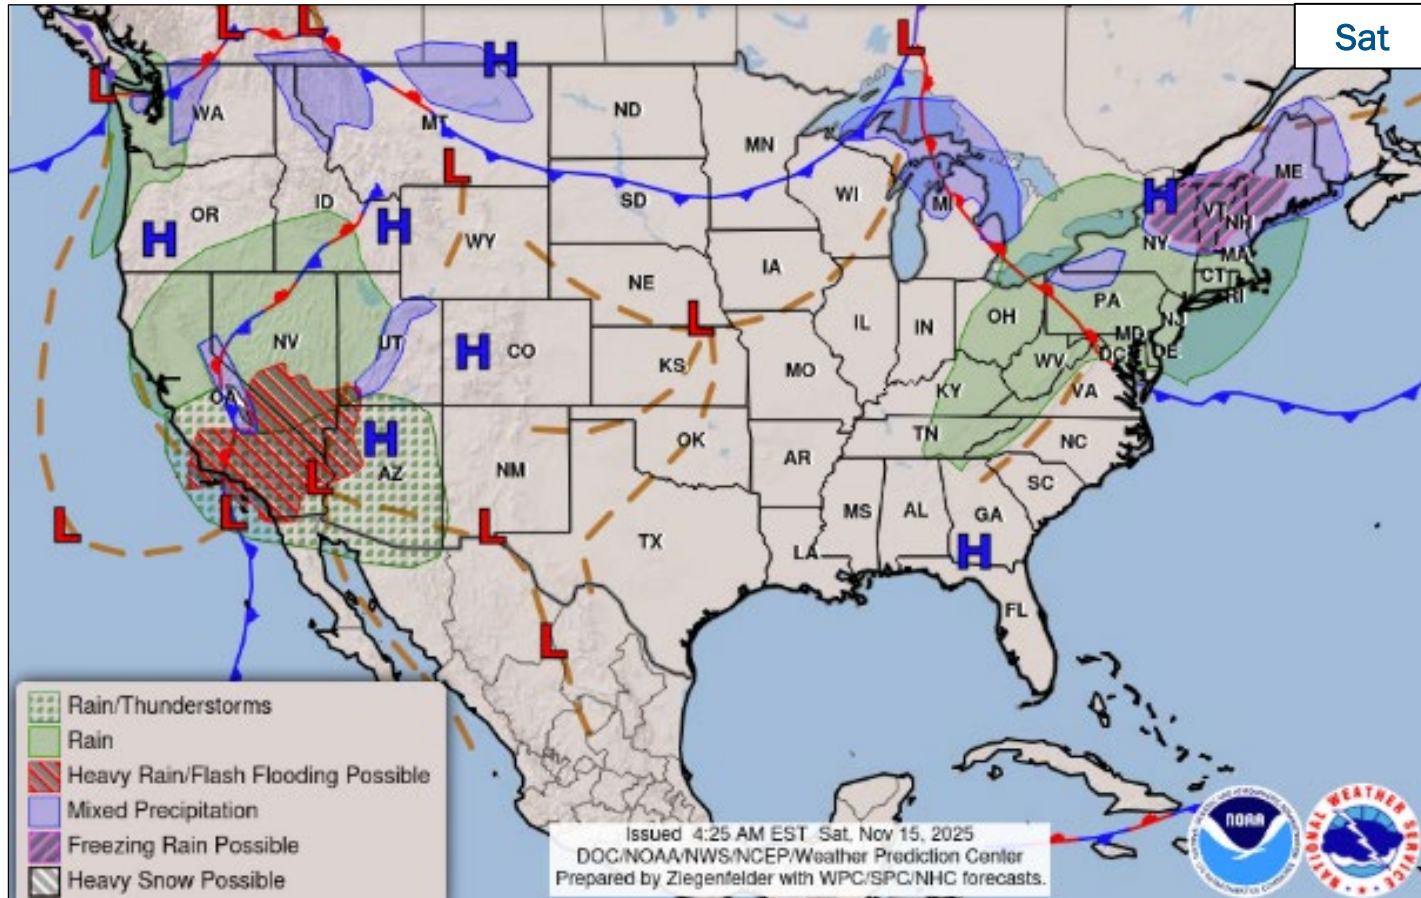 Sat
L
L
L
L
H
WA
MT
ND
MN
L
OR
ID
H
H
WY
SD
WI
MI
H
ME
VT
NH
NY
MA
CT
RI
NE
IA
L
NV
UT
H
CO
KS
MO
IL
IN
OH
PA
NJ
MD
DC
DE
WV
VA
KY
CA
H
AZ
NM
OK
AR
TN
NC
SC
L
L
L
L
TX
LA
MS
AL
GA
H
FL
L
Rain/Thunderstorms
Rain
Heavy Rain/Flash Flooding Possible
Mixed Precipitation
Freezing Rain Possible
Heavy Snow Possible
Issued 4:25 AM EST Sat, Nov 15, 2025
DOC/NOAA/NWS/NCEP/Weather Prediction Center
Prepared by Ziegenfelder with WPC/SPC/NHC forecasts.
NOAA
NATIONAL WEATHER SERVICE